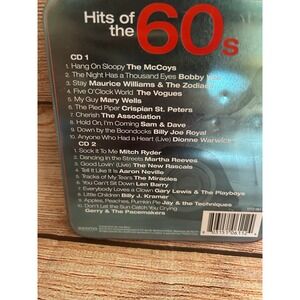 Hits of
the 60s
CD 1
1. Hang On Sloopy The McCoys
2. The Night Has a Thousand Eyes Bobby
3. Stay Maurice Williams & The Zodiacs
4. Five O'Clock World The Vogues
5. My Guy Mary Wells
6. The Pied Piper Crispian St. Peters
7. Cherish The Association
8. Hold On, I'm Coming Sam & Dave
9. Down by the Boondocks Billy Joe Royal
10. Anyone Who Had a Heart (Live) Dionne Warwick
CD 2
1. Sock It To Me Mitch Ryder
2. Dancing in the Streets Martha Reeves
3. Good Lovin' (Live) The New Rascals
4. Tell It Like It Is Aaron Neville
5. Tracks of My Tears The Miracles
6. You Can't Sit Down Len Barry
7. Everybody Loves a Clown Gary Lewis & The Playboys
8. Little Children Billy J. Kramer
9. Apples, Peaches, Pumpkin Pie Jay & the Techniques
10. Don't Let the Sun Catch You Crying
Gerry & The Pacemakers